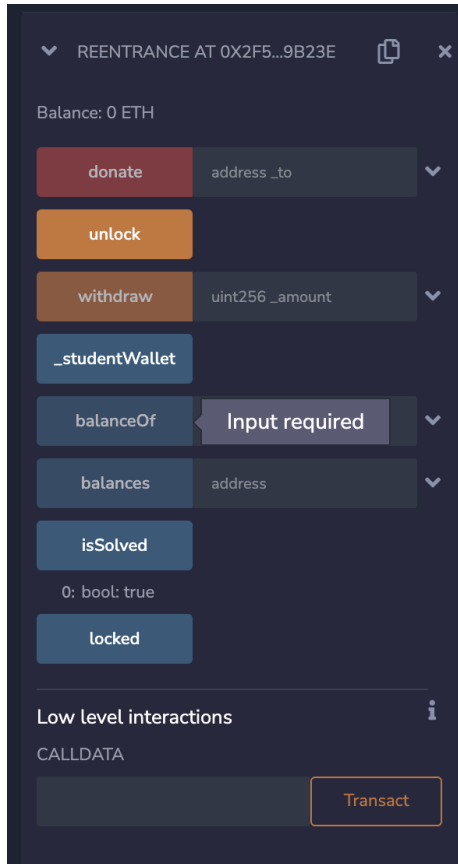 REENTRANCE AT 0X2F5...9B23E
Balance: 0 ETH
donate address _to
unlock
withdraw uint256 _amount
_studentWallet
balanceOf Input required
balances address
isSolved
0: bool: true
locked
Low level interactions
CALLDATA
Transact